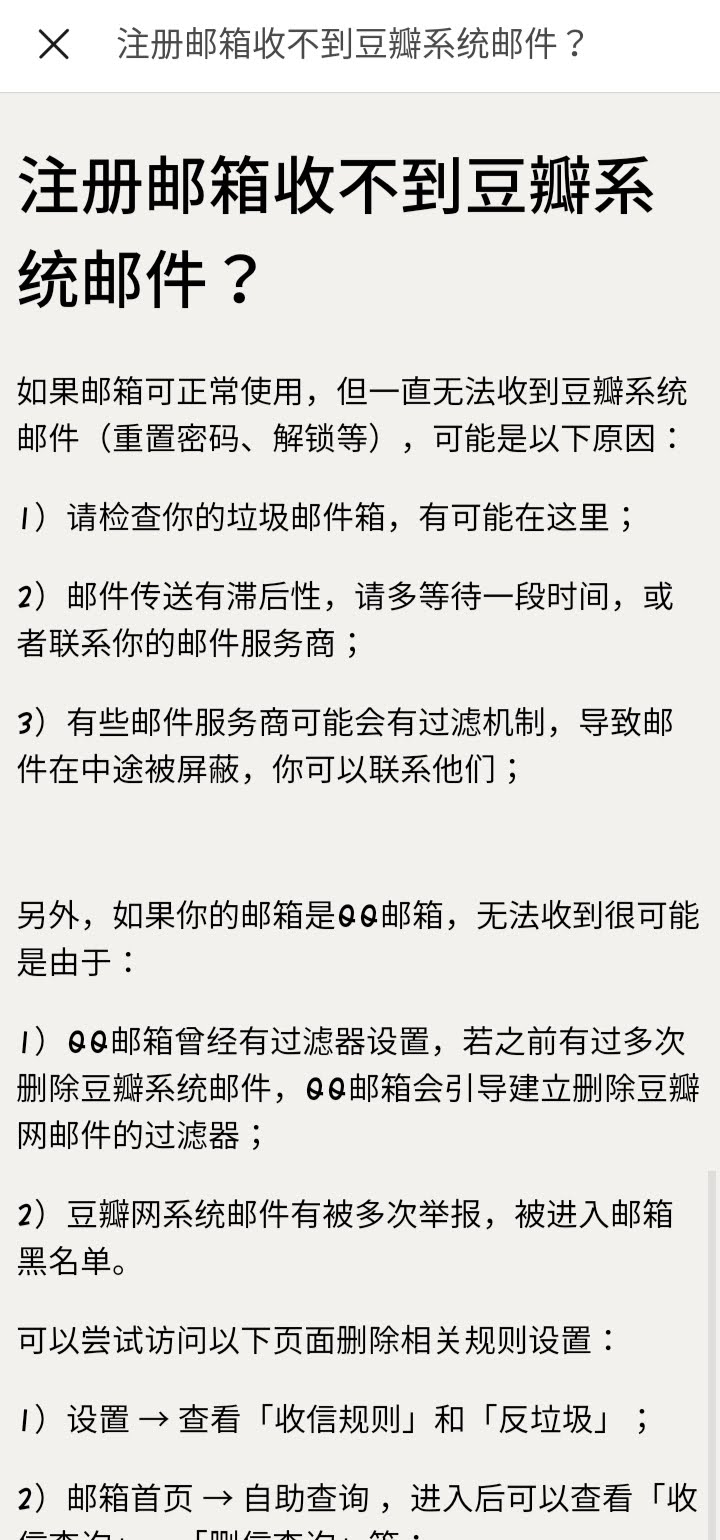 注册邮箱收不到豆瓣系统邮件？
注册邮箱收不到豆瓣系
统邮件？
如果邮箱可正常使用，但一直无法收到豆瓣系统
邮件（重置密码、解锁等），可能是以下原因：
1）请检查你的垃圾邮件箱，有可能在这里；
2）邮件传送有滞后性，请多等待一段时间，或
者联系你的邮件服务商；
3）有些邮件服务商可能会有过滤机制，导致邮
件在中途被屏蔽，你可以联系他们；
另外，如果你的邮箱是QQ邮箱，无法收到很可能
是由于：
1）QQ邮箱曾经有过滤器设置，若之前有过多次
删除豆瓣系统邮件，QQ邮箱会引导建立删除豆瓣
网邮件的过滤器；
2）豆瓣网系统邮件有被多次举报，被进入邮箱
黑名单。
可以尝试访问以下页面删除相关规则设置：
1）设置 → 查看「收信规则」和「反垃圾」；
2）邮箱首页 → 自助查询 ，进入后可以查看「收
信查询」、「删信查询」等；